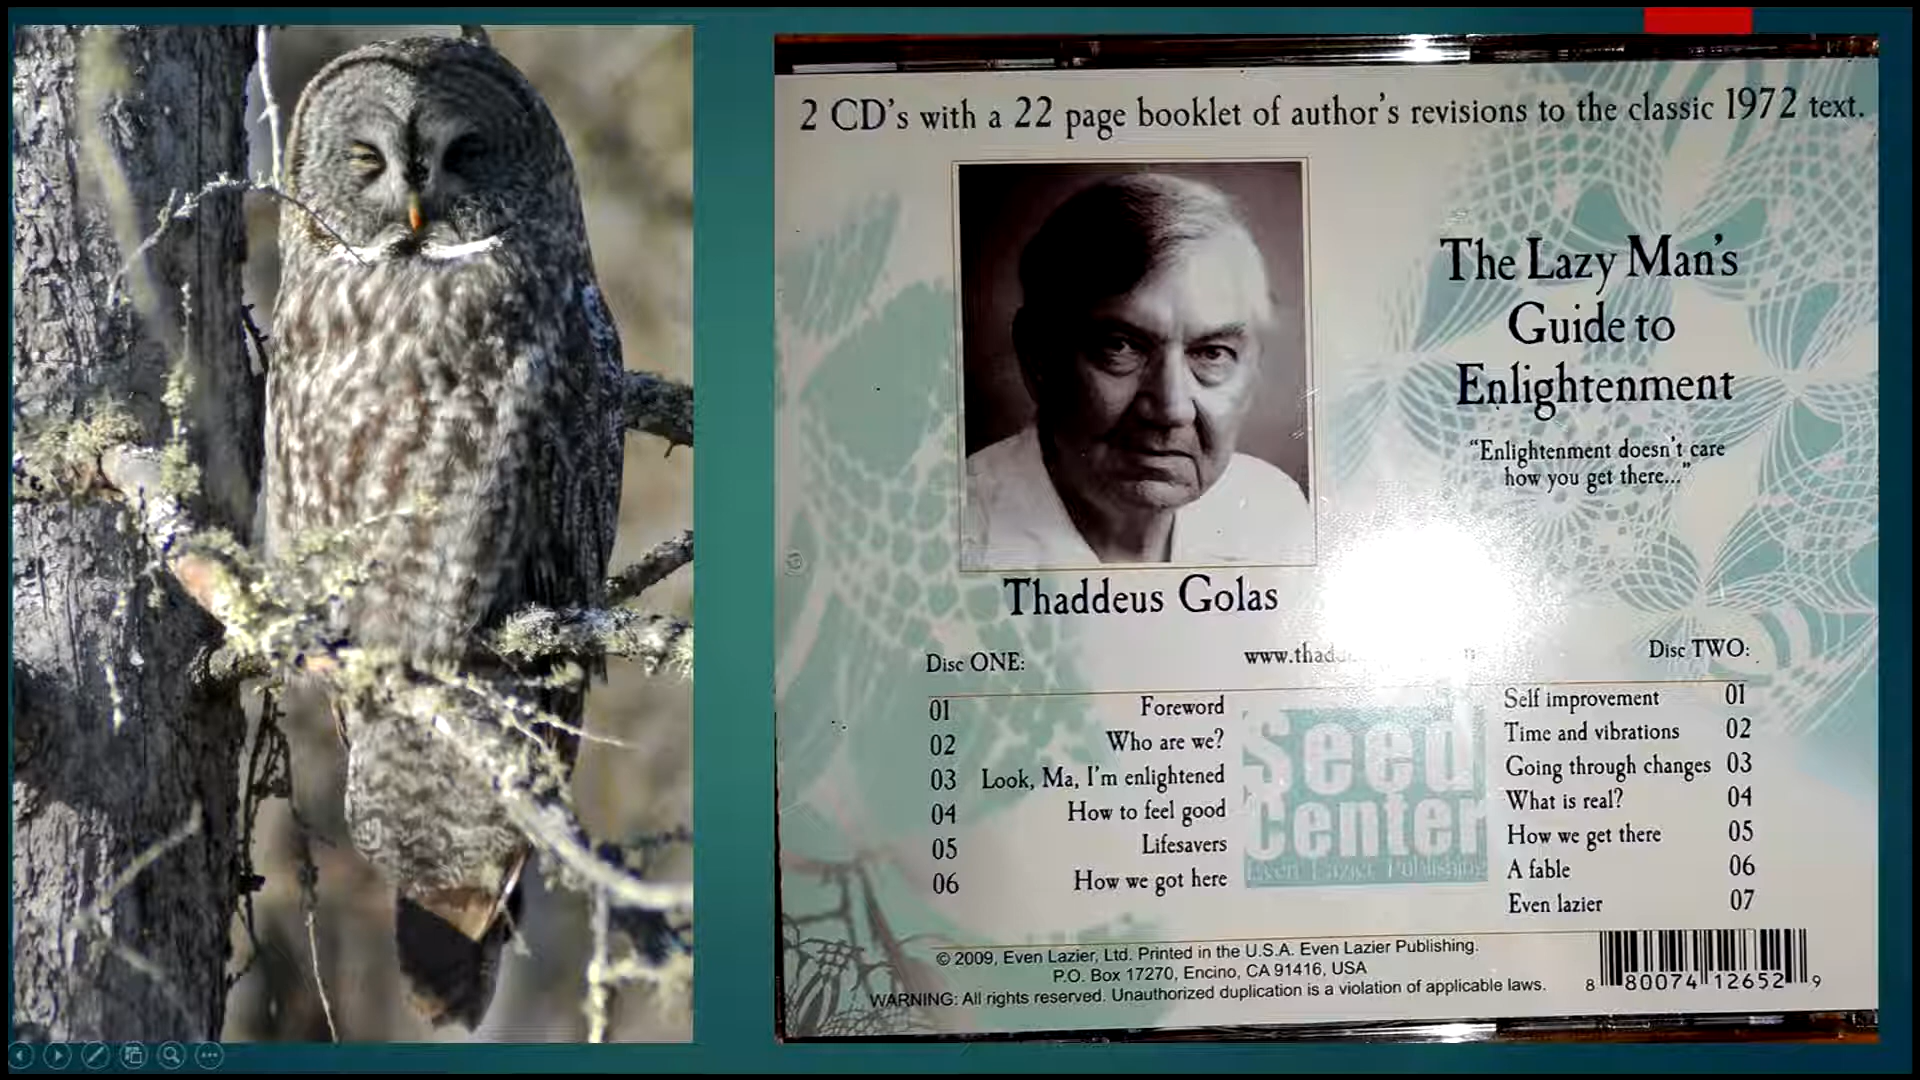 2 CD's with a 22 page booklet of author's revisions to the classic 1972 text.
The Lazy Man's
Guide to
Enlightenment
"Enlightenment doesn't care
how you get there..."
Thaddeus Golas
Disc ONE:
01 Foreword
02 Who are we?
03 Look, Ma, I'm enlightened
04 How to feel good
05 Lifesavers
06 How we got here
Seed
Center
Even Lazier Publishing
Disc TWO:
Self improvement 01
Time and vibrations 02
Going through changes 03
What is real? 04
How we get there 05
A fable 06
Even lazier 07
© 2009, Even Lazier, Ltd. Printed in the U.S.A. Even Lazier Publishing.
P.O. Box 17270, Encino, CA 91416, USA
WARNING: All rights reserved. Unauthorized duplication is a violation of applicable laws.
8 80074 12652 9